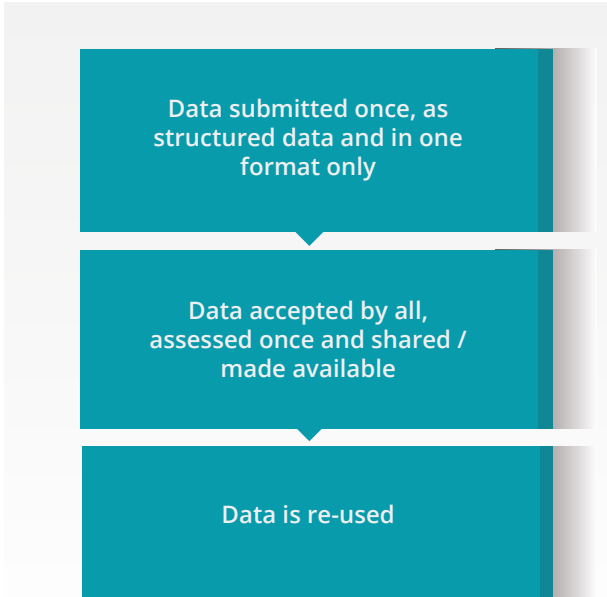 Data submitted once, as
structured data and in one
format only
Data accepted by all,
assessed once and shared /
made available
Data is re-used